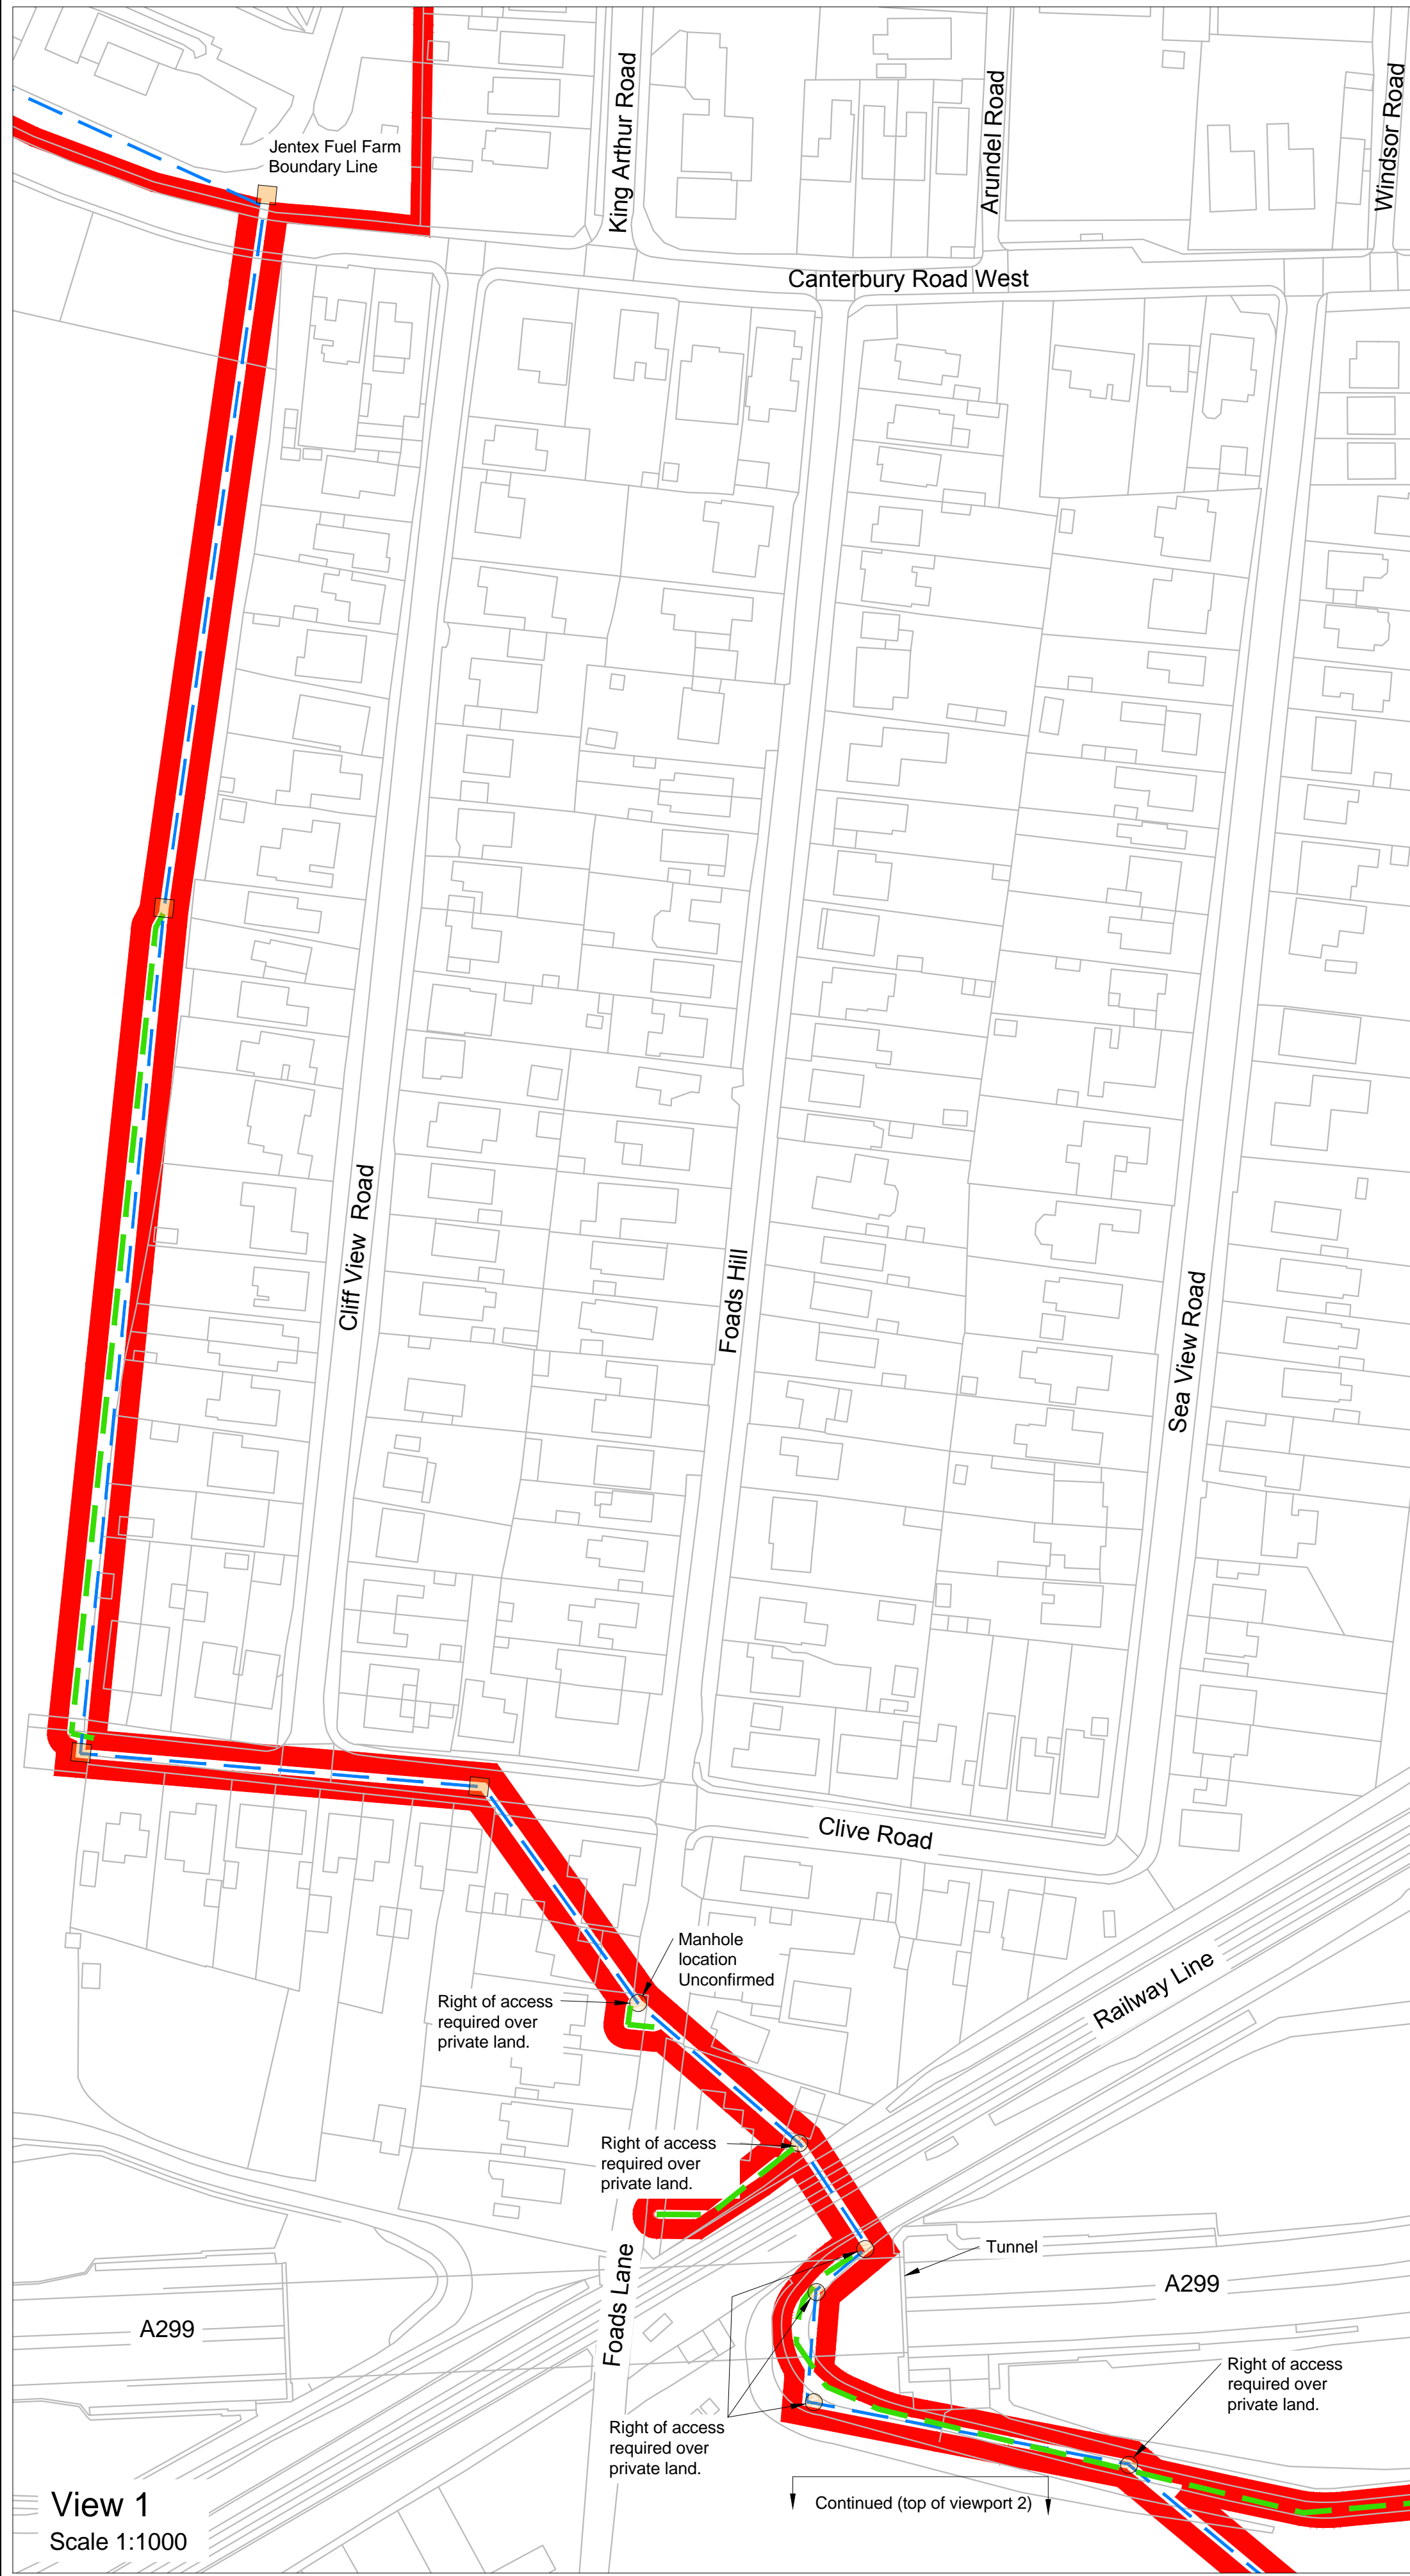 King Arthur Road
Arundel Road
Windsor Road
Jentex Fuel Farm
Boundary Line
Canterbury Road West
Cliff View Road
Foads Hill
Sea View Road
Clive Road
Manhole
location
Unconfirmed
Right of access
required over
private land.
Railway Line
Right of access
required over
private land.
Foads Lane
Tunnel
A299
A299
Right of access
required over
private land.
Right of access
required over
private land.
View 1
Scale 1:1000
Continued (top of viewport 2)